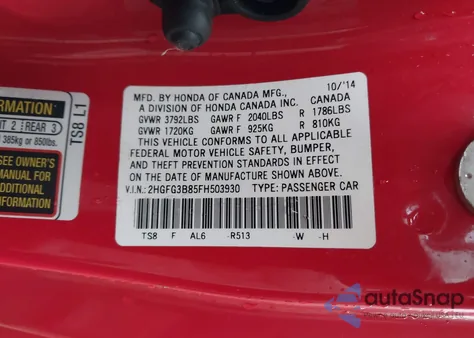 ORMATION
NT 2 REAR 3
385kg or 850lbs.
SEE OWNER'S
MANUAL FOR
ADDITIONAL
NFORMATION
TS8 L1
MFD. BY HONDA OF CANADA MFG., 10/'14
A DIVISION OF HONDA CANADA INC. CANADA
GVWR 3792LBS GAWR F 2040LBS R 1786LBS
GVWR 1720KG GAWR F 925KG R 810KG
THIS VEHICLE CONFORMS TO ALL APPLICABLE
FEDERAL MOTOR VEHICLE SAFETY, BUMPER,
AND THEFT PREVENTION STANDARDS IN EFFECT
ON THE DATE OF MANUFACTURE SHOWN ABOVE.
V.I.N.: 2HGFG3B85FH503930 TYPE: PASSENGER CAR
TS8 F AL6 -R513 -W -H
autoSnap